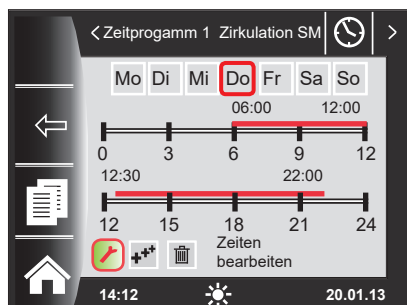 Zeitprogamm 1 Zirkulation SM
Mo Di Mi Do Fr Sa So
06:00 12:00
0 3 6 9 12
12:30 22:00
12 15 18 21 24
Zeiten
bearbeiten
14:12 20.01.13